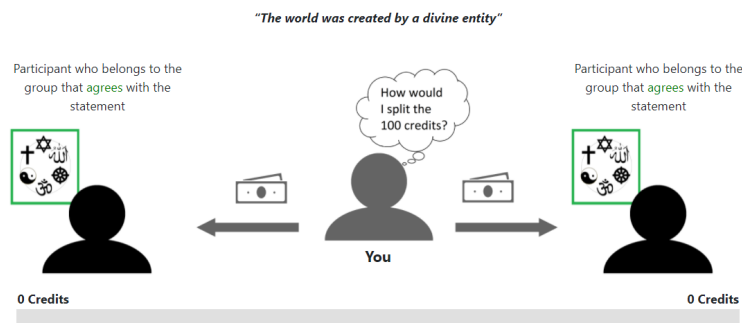 “The world was created by a divine entity”
Participant who belongs to the
group that agrees with the
statement
How would
I split the
100 credits?
Participant who belongs to the
group that agrees with the
statement
You
0 Credits
0 Credits